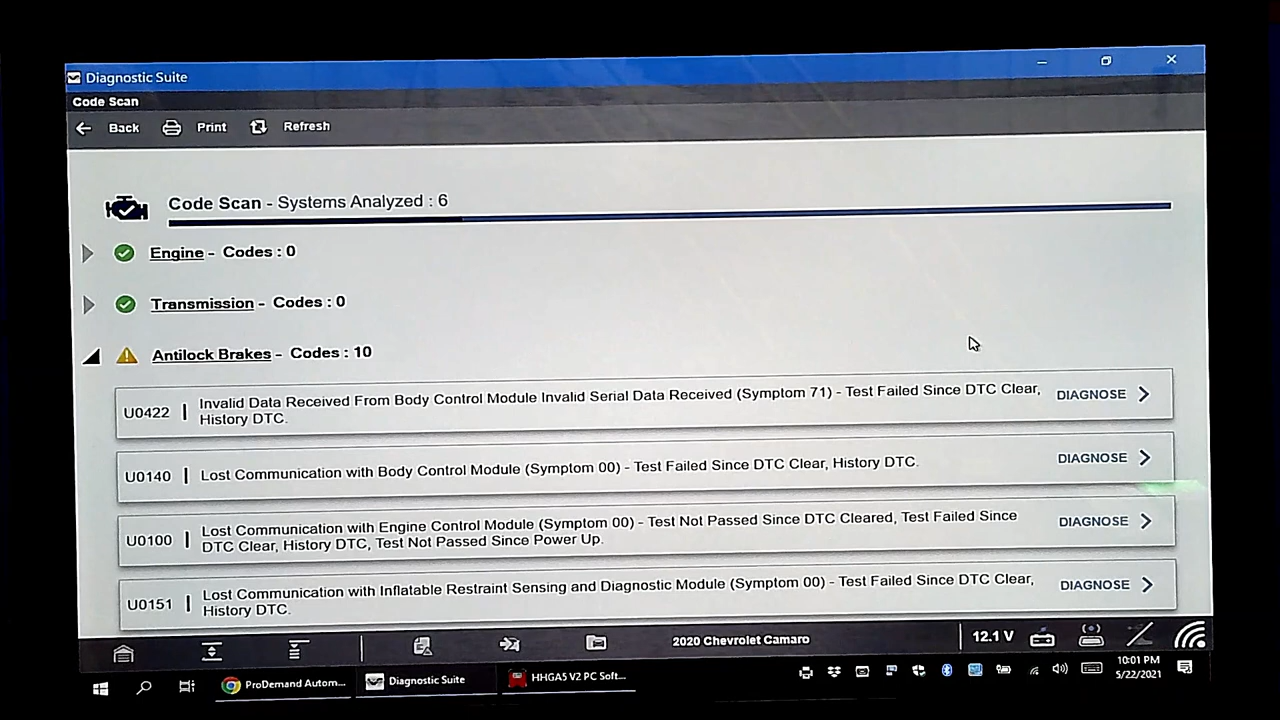 Diagnostic Suite
Code Scan
Back Print Refresh
Code Scan - Systems Analyzed : 6
Engine - Codes : 0
Transmission - Codes : 0
Antilock Brakes - Codes : 10
U0422 | Invalid Data Received From Body Control Module Invalid Serial Data Received (Symptom 71) - Test Failed Since DTC Clear,
History DTC.
DIAGNOSE
U0140 | Lost Communication with Body Control Module (Symptom 00) - Test Failed Since DTC Clear, History DTC.
DIAGNOSE
U0100 | Lost Communication with Engine Control Module (Symptom 00) - Test Not Passed Since DTC Cleared, Test Failed Since
DTC Clear, History DTC, Test Not Passed Since Power Up.
DIAGNOSE
U0151 | Lost Communication with Inflatable Restraint Sensing and Diagnostic Module (Symptom 00) - Test Failed Since DTC Clear,
History DTC.
DIAGNOSE
2020 Chevrolet Camaro
12.1 V
ProDemand Autom... Diagnostic Suite HHGA5 V2 PC Soft...
10:01 PM
5/22/2021